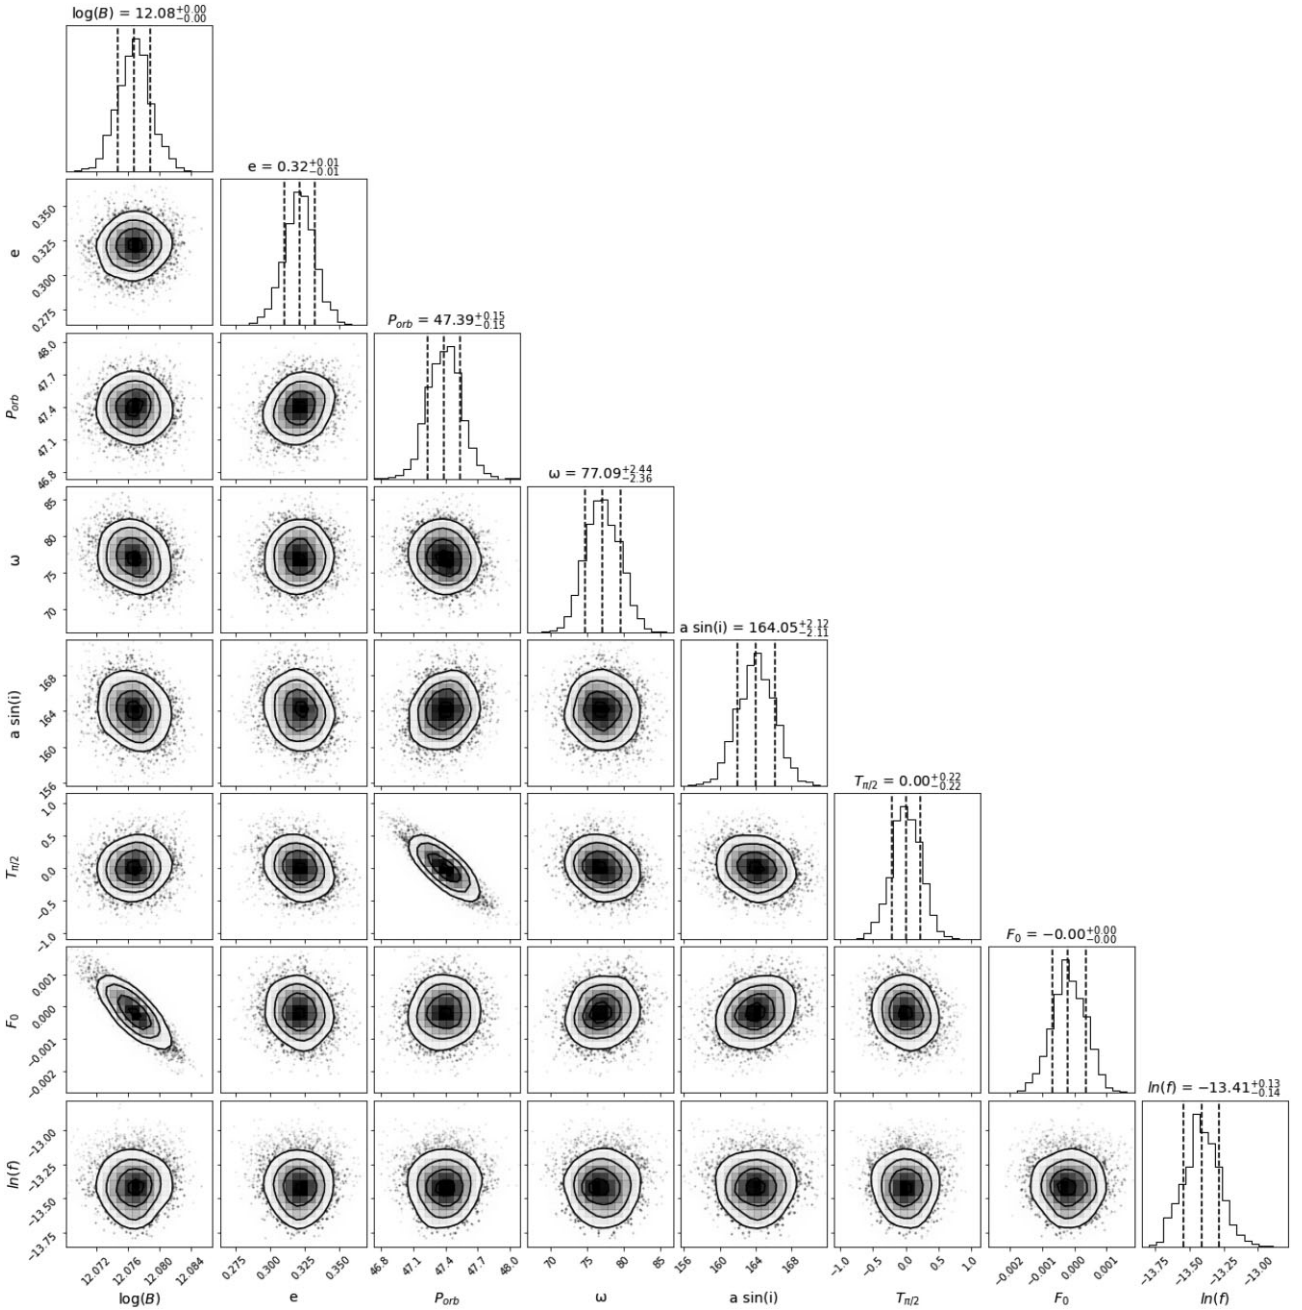 log(B) = 12.08+0.00 −0.00
e = 0.32+0.01 −0.01
P_orb = 47.39+0.15 −0.15
ω = 77.09+2.44 −2.36
a sin(i) = 164.05+2.12 −2.11
T_π/2 = 0.00+0.22 −0.22
F_0 = −0.00+0.00 −0.00
ln(f) = −13.41+0.13 −0.14
e
0.350
0.325
0.300
0.275
P_orb
48.0
47.7
47.4
47.1
46.8
ω
85
80
75
70
a sin(i)
168
164
160
156
T_π/2
1.0
0.5
0.0
−0.5
−1.0
F_0
0.001
0.000
−0.001
−0.002
ln(f)
−13.00
−13.25
−13.50
−13.75
12.072 12.076 12.080 12.084
0.275 0.300 0.325 0.350
46.8 47.1 47.4 47.7 48.0
70 75 80 85
156 160 164 168
−1.0 −0.5 0.0 0.5 1.0
−0.002 −0.001 0.000 0.001
−13.75 −13.50 −13.25 −13.00
log(B) e P_orb ω a sin(i) T_π/2 F_0 ln(f)